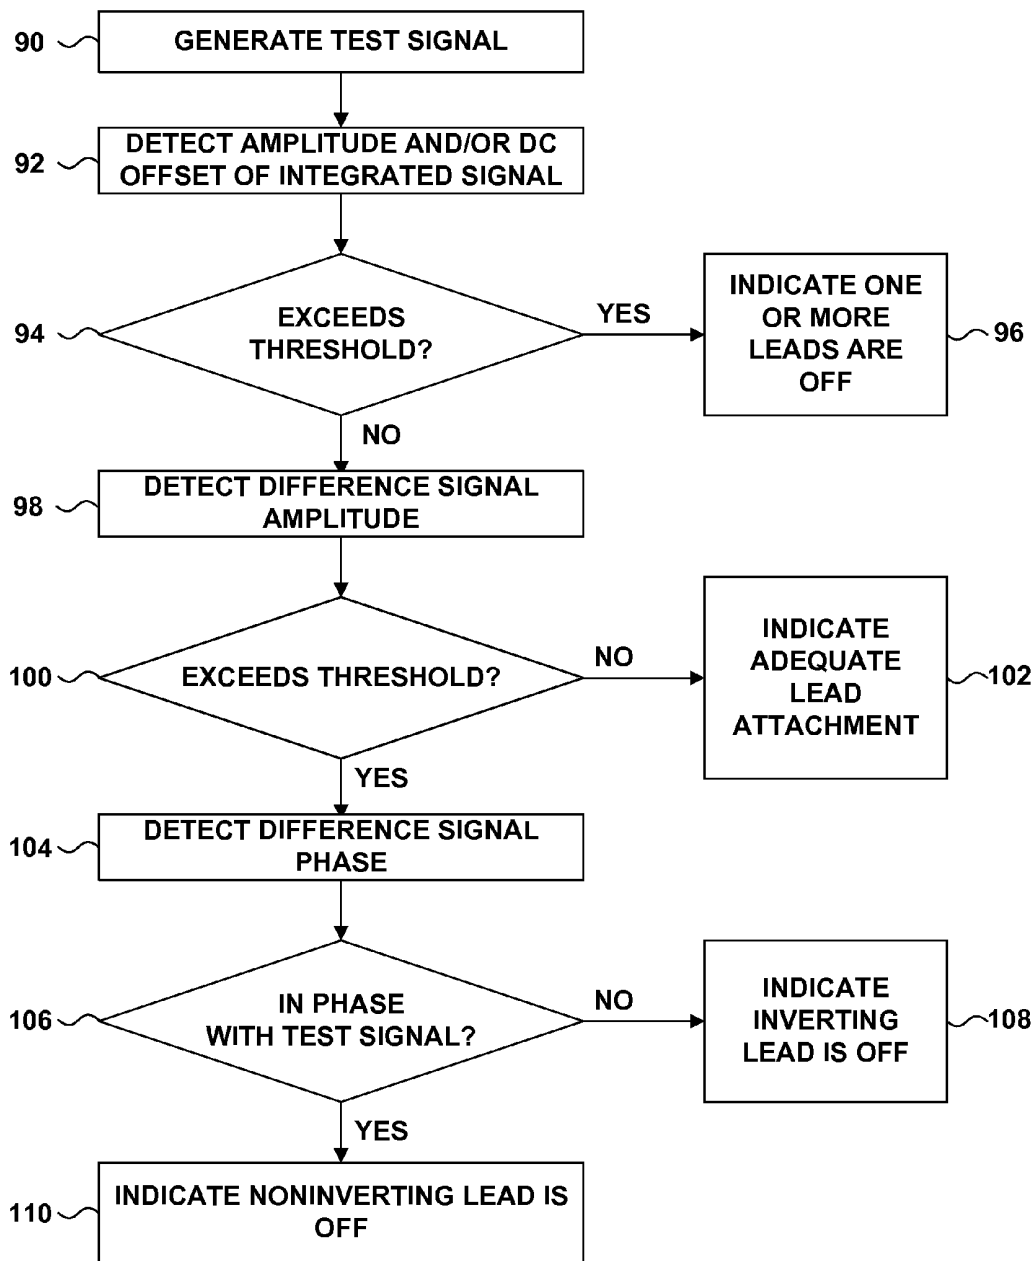 90
GENERATE TEST SIGNAL
92
DETECT AMPLITUDE AND/OR DC
OFFSET OF INTEGRATED SIGNAL
94
EXCEEDS
THRESHOLD?
YES
INDICATE ONE
OR MORE
LEADS ARE
OFF
96
NO
98
DETECT DIFFERENCE SIGNAL
AMPLITUDE
100
EXCEEDS THRESHOLD?
NO
INDICATE
ADEQUATE
LEAD
ATTACHMENT
102
YES
104
DETECT DIFFERENCE SIGNAL
PHASE
106
IN PHASE
WITH TEST SIGNAL?
NO
INDICATE
INVERTING
LEAD IS OFF
108
YES
110
INDICATE NONINVERTING LEAD IS
OFF